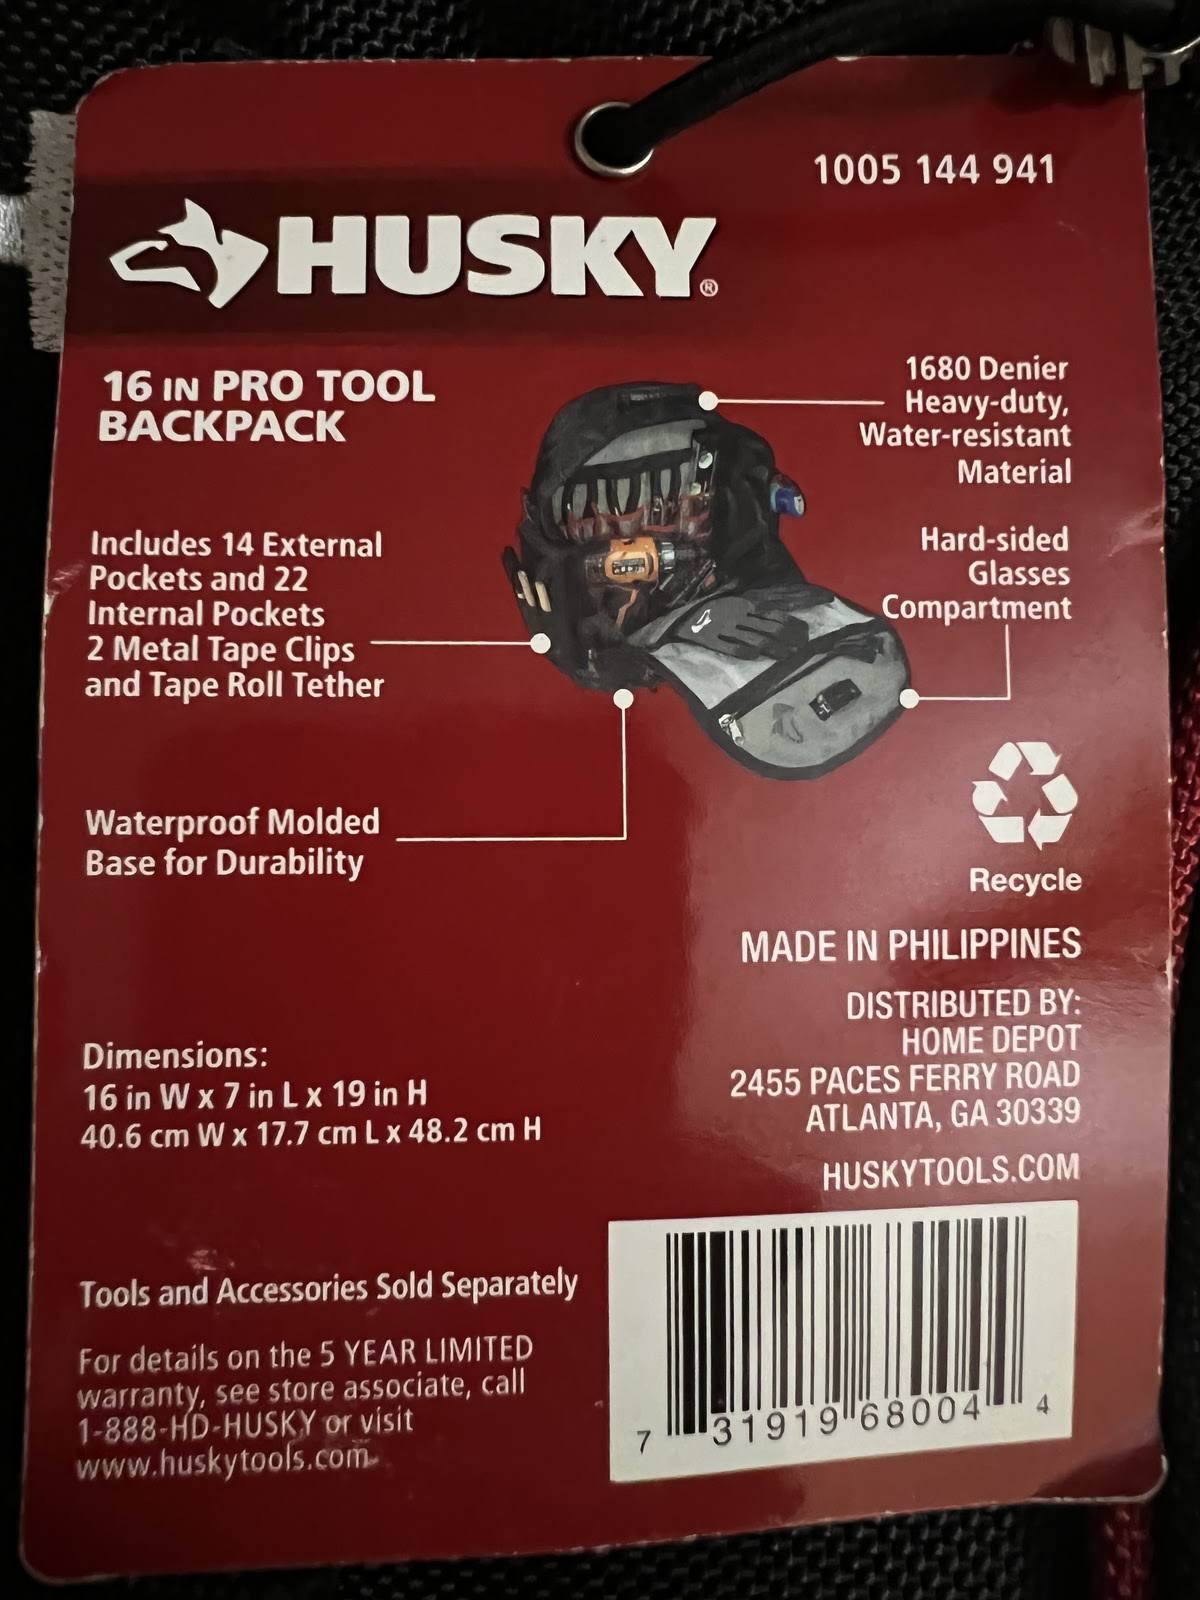 1005 144 941
HUSKY®
16 IN PRO TOOL
BACKPACK
1680 Denier
Heavy-duty,
Water-resistant
Material
Includes 14 External
Pockets and 22
Internal Pockets
2 Metal Tape Clips
and Tape Roll Tether
Hard-sided
Glasses
Compartment
Waterproof Molded
Base for Durability
Recycle
MADE IN PHILIPPINES
DISTRIBUTED BY:
HOME DEPOT
2455 PACES FERRY ROAD
ATLANTA, GA 30339
HUSKYTOOLS.COM
Dimensions:
16 in W x 7 in L x 19 in H
40.6 cm W x 17.7 cm L x 48.2 cm H
Tools and Accessories Sold Separately
For details on the 5 YEAR LIMITED
warranty, see store associate, call
1-888-HD-HUSKY or visit
www.huskytools.com
7 31919 68004 4